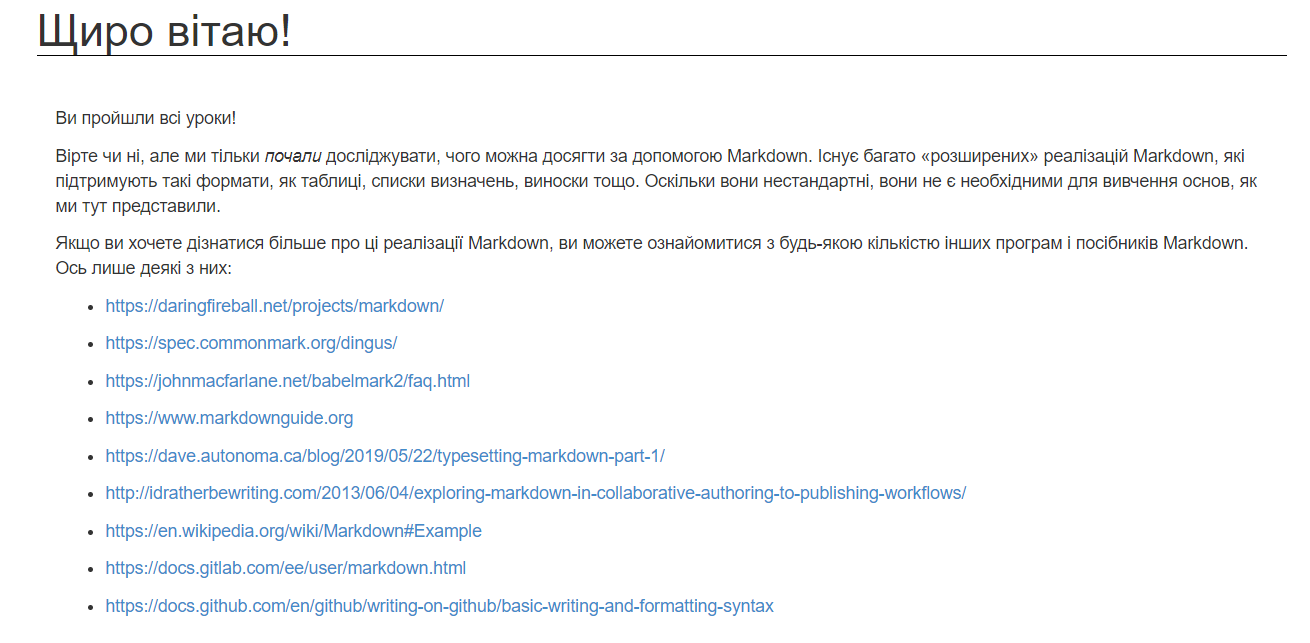 Щиро вітаю!
Ви пройшли всі уроки!
Вірте чи ні, але ми тільки почали досліджувати, чого можна досягти за допомогою Markdown. Існує багато «розширених» реалізацій Markdown, які
підтримують такі формати, як таблиці, списки визначень, виноски тощо. Оскільки вони нестандартні, вони не є необхідними для вивчення основ, як
ми тут представили.
Якщо ви хочете дізнатися більше про ці реалізації Markdown, ви можете ознайомитися з будь-якою кількістю інших програм і посібників Markdown.
Ось лише деякі з них:
• https://daringfireball.net/projects/markdown/
• https://spec.commonmark.org/dingus/
• https://johnmacfarlane.net/babelmark2/faq.html
• https://www.markdownguide.org
• https://dave.autonoma.ca/blog/2019/05/22/typesetting-markdown-part-1/
• http://idratherbewriting.com/2013/06/04/exploring-markdown-in-collaborative-authoring-to-publishing-workflows/
• https://en.wikipedia.org/wiki/Markdown#Example
• https://docs.gitlab.com/ee/user/markdown.html
• https://docs.github.com/en/github/writing-on-github/basic-writing-and-formatting-syntax